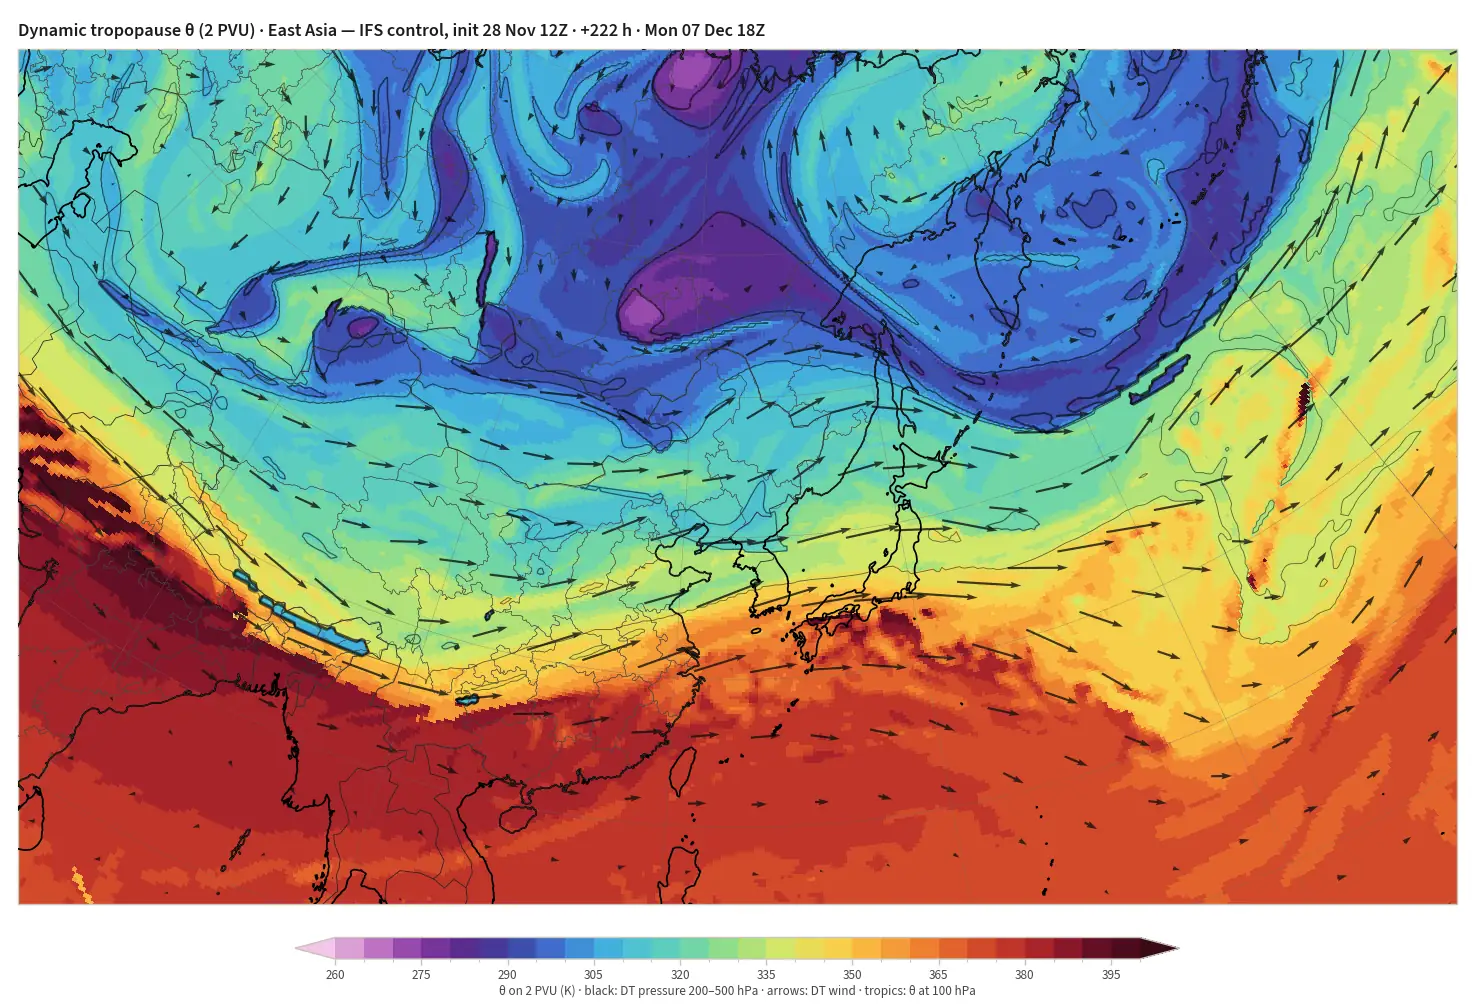 Dynamic tropopause θ (2 PVU) · East Asia — IFS control, init 28 Nov 12Z · +222 h · Mon 07 Dec 18Z
260 275 290 305 320 335 350 365 380 395
θ on 2 PVU (K) · black: DT pressure 200–500 hPa · arrows: DT wind · tropics: θ at 100 hPa